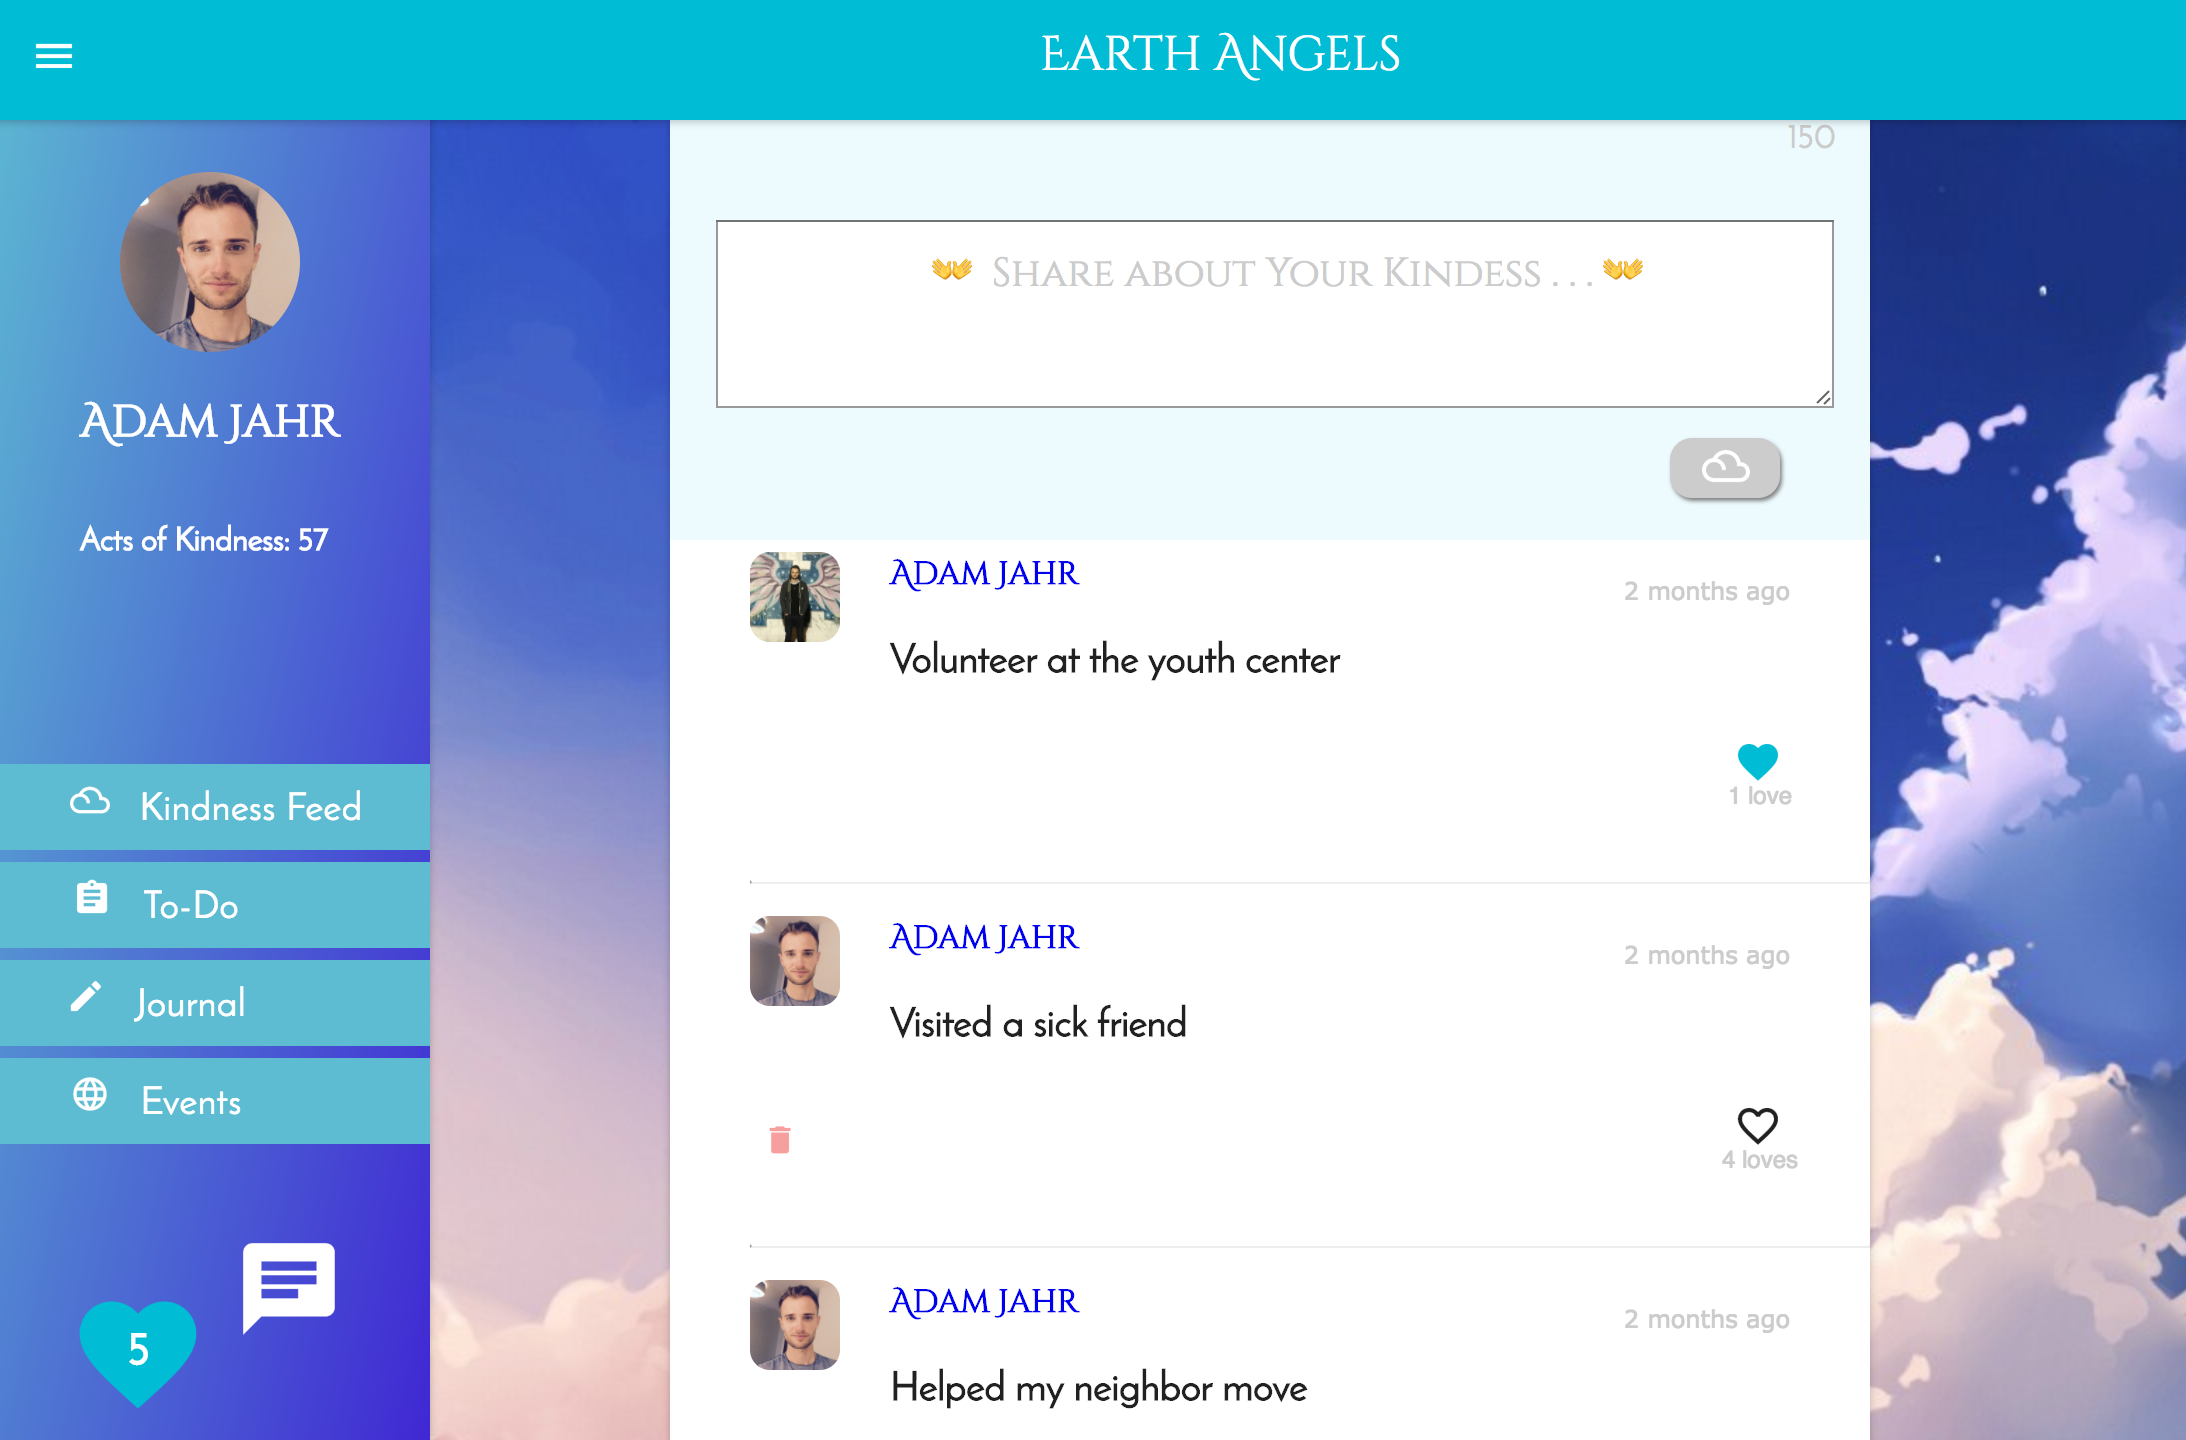 Earth Angels
Adam Jahr
Acts of Kindness: 57
Kindness Feed
To-Do
Journal
Events
5
150
👐 Share about Your Kindess . . . 👐
Adam Jahr
2 months ago
Volunteer at the youth center
1 love
Adam Jahr
2 months ago
Visited a sick friend
4 loves
Adam Jahr
2 months ago
Helped my neighbor move